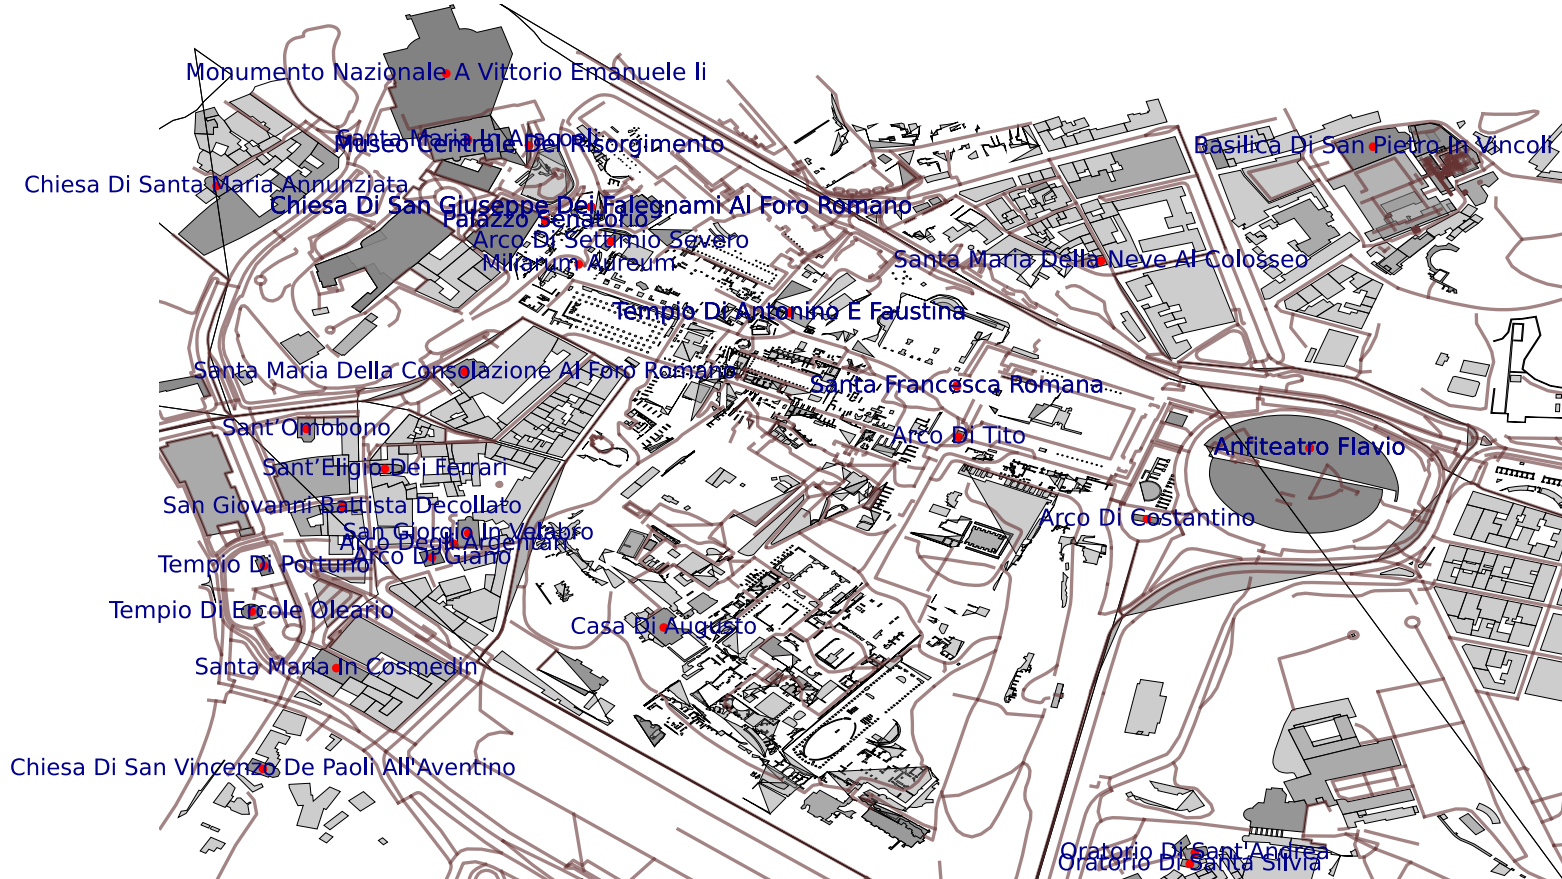 Monumento Nazionale A Vittorio Emanuele Ii
Santa Maria In Aracoeli
Museo Centrale Del Risorgimento
Basilica Di San Pietro In Vincoli
Chiesa Di Santa Maria Annunziata
Chiesa Di San Giuseppe Dei Falegnami Al Foro Romano
Palazzo Senatorio
Arco Di Settimio Severo
Miliarum Aureum
Santa Maria Della Neve Al Colosseo
Tempio Di Antonino E Faustina
Santa Maria Della Consolazione Al Foro Romano
Santa Francesca Romana
Sant'Omobono
Arco Di Tito
Anfiteatro Flavio
Sant'Eligio Dei Ferrari
San Giovanni Battista Decollato
Arco Di Costantino
San Giorgio In Velabro
Arco Degli Argentari
Arco Di Giano
Tempio Di Portuno
Tempio Di Ercole Oleario
Casa Di Augusto
Santa Maria In Cosmedin
Chiesa Di San Vincenzo De Paoli All'Aventino
Oratorio Di Sant'Andrea
Oratorio Di Santa Silvia